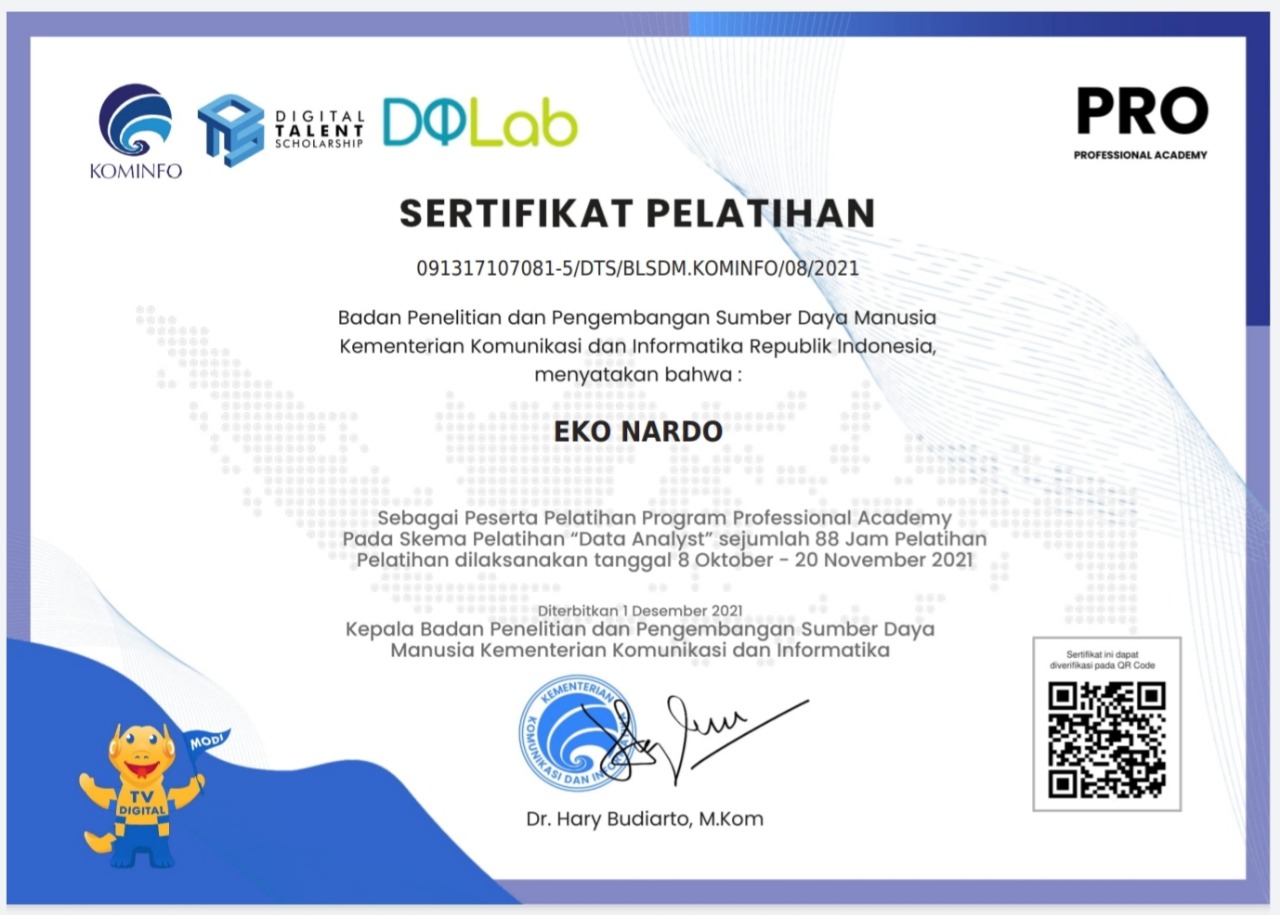 KOMINFO
DIGITAL
TALENT
SCHOLARSHIP
DQLab
PRO
PROFESSIONAL ACADEMY
SERTIFIKAT PELATIHAN
091317107081-5/DTS/BLSDM.KOMINFO/08/2021
Badan Penelitian dan Pengembangan Sumber Daya Manusia
Kementerian Komunikasi dan Informatika Republik Indonesia,
menyatakan bahwa :
EKO NARDO
Sebagai Peserta Pelatihan Program Professional Academy
Pada Skema Pelatihan “Data Analyst” sejumlah 88 Jam Pelatihan
Pelatihan dilaksanakan tanggal 8 Oktober - 20 November 2021
Diterbitkan 1 Desember 2021
Kepala Badan Penelitian dan Pengembangan Sumber Daya
Manusia Kementerian Komunikasi dan Informatika
KEMENTERIAN
KOMUNIKASI DAN
Dr. Hary Budiarto, M.Kom
Sertifikat ini dapat
diverifikasi pada QR Code
MODI
TV
DIGITAL